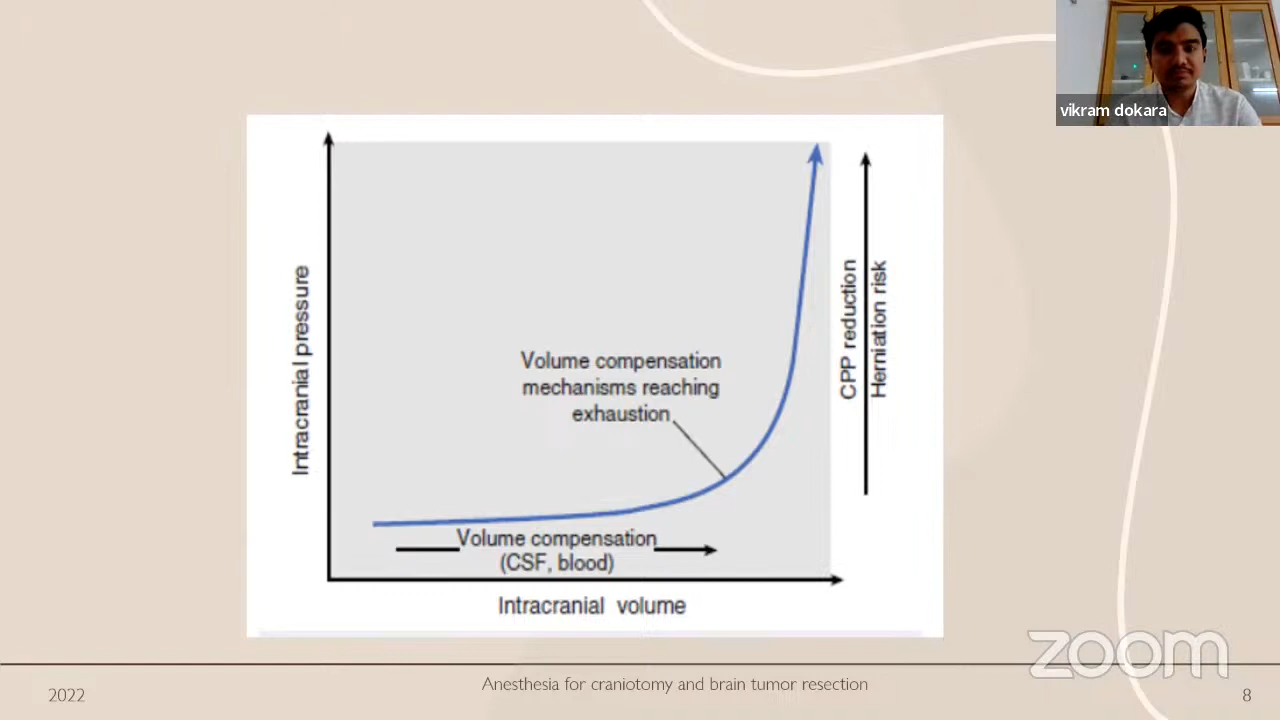 vikram dokara
Intracranial pressure
Volume compensation
mechanisms reaching
exhaustion
CPP reduction
Herniation risk
Volume compensation
(CSF, blood)
Intracranial volume
zoom
2022
Anesthesia for craniotomy and brain tumor resection
8